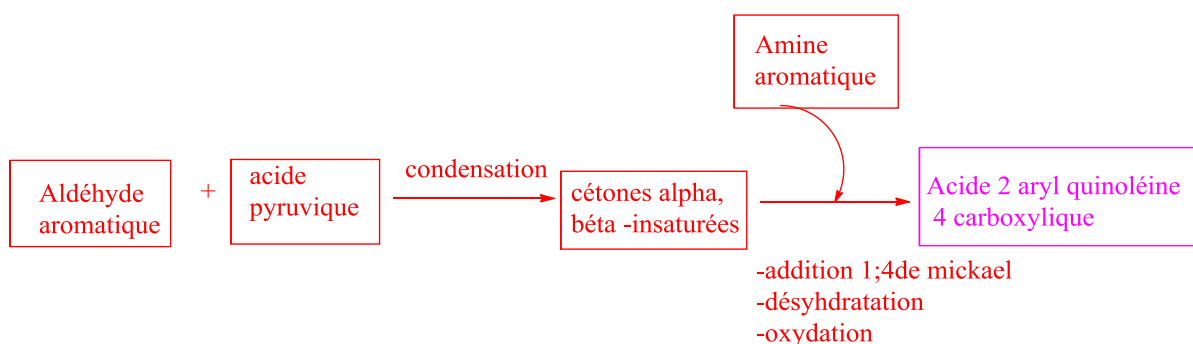 Amine
aromatique
Aldéhyde
aromatique
+
acide
pyruvique
condensation
cétones alpha,
béta -insaturées
Acide 2 aryl quinoléine
4 carboxylique
-addition 1;4de mickael
-désyhdratation
-oxydation